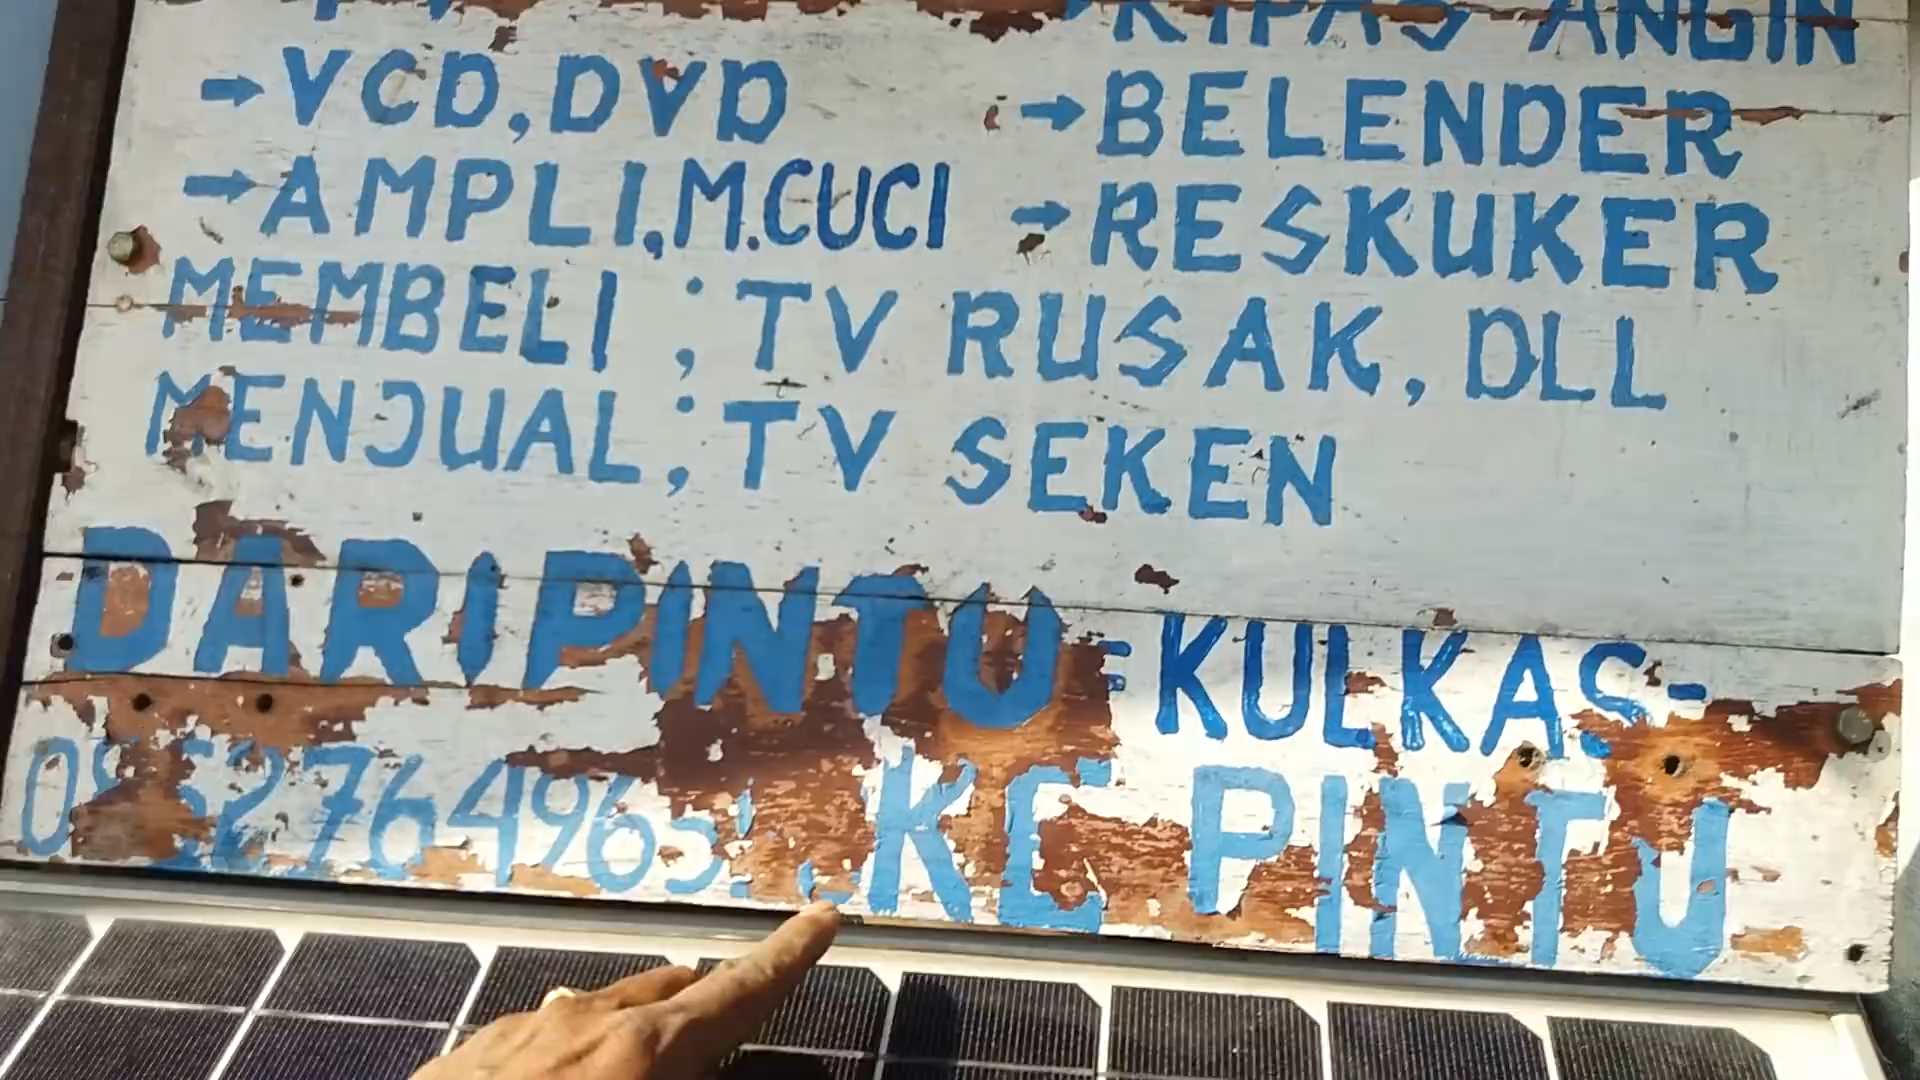 KIPAS ANGIN
→VCD,DVD →BELENDER
→AMPLI,M.CUCI →RESKUKER
MEMBELI ; TV RUSAK, DLL
MENJUAL ; TV SEKEN
DARI PINTU =KULKAS-
KE PINTU